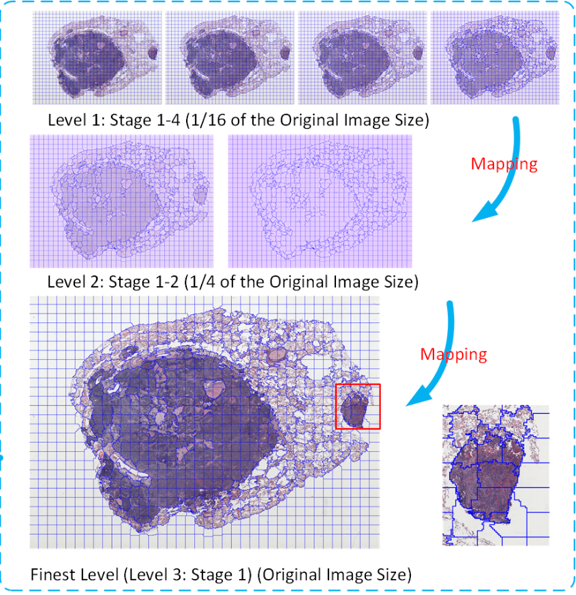 Level 1: Stage 1-4 (1/16 of the Original Image Size)
Mapping
Level 2: Stage 1-2 (1/4 of the Original Image Size)
Mapping
Finest Level (Level 3: Stage 1) (Original Image Size)